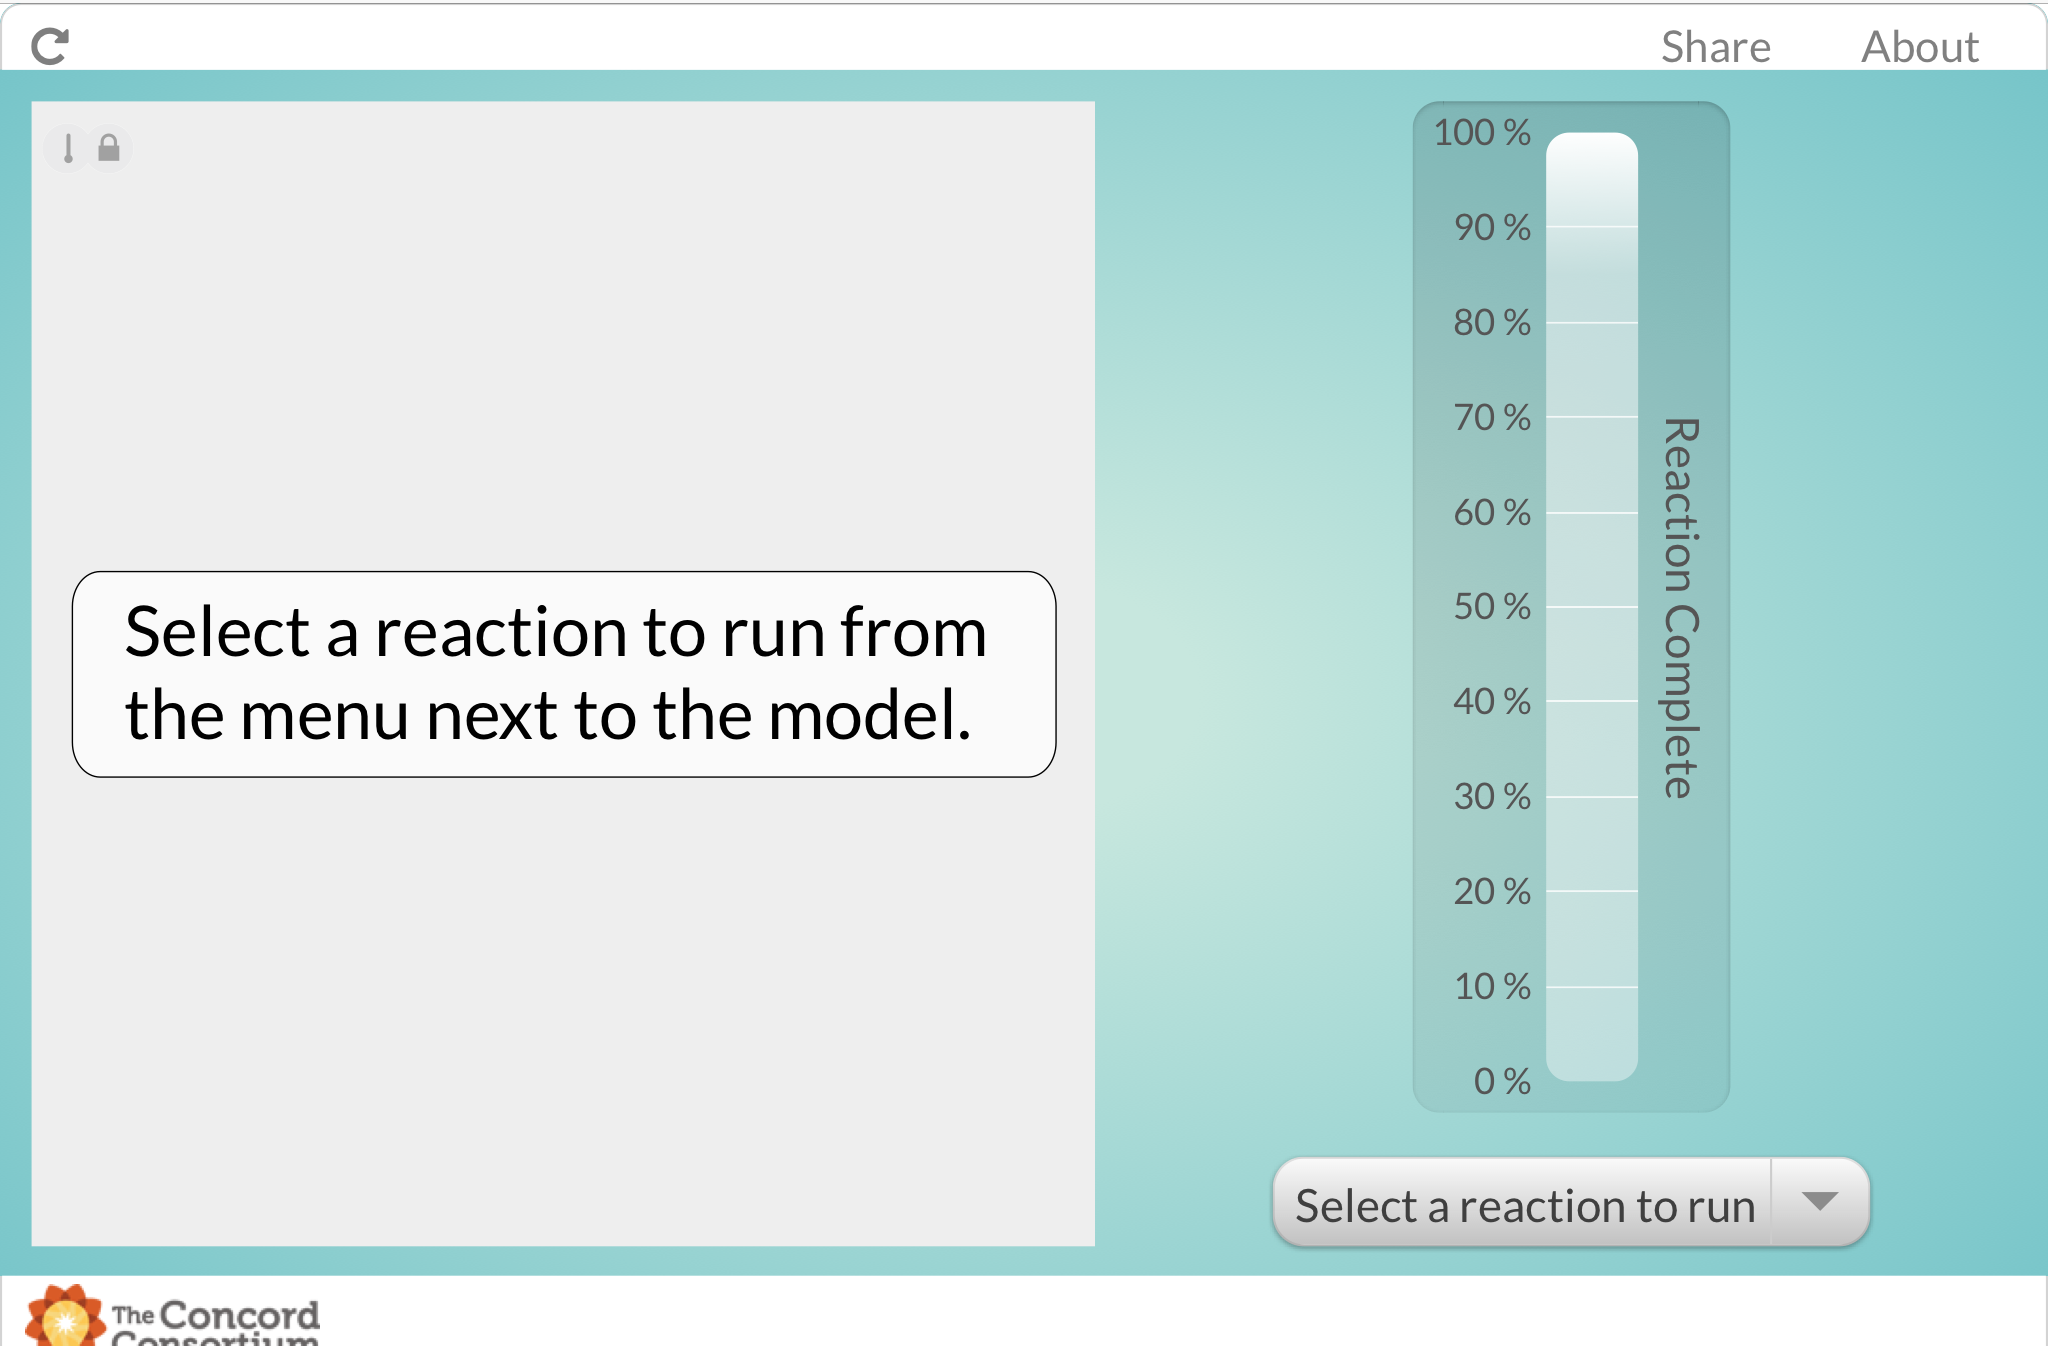 Share
About
Select a reaction to run from
the menu next to the model.
100 %
90 %
80 %
70 %
60 %
50 %
40 %
30 %
20 %
10 %
0 %
Reaction Complete
Select a reaction to run
The Concord
Consortium